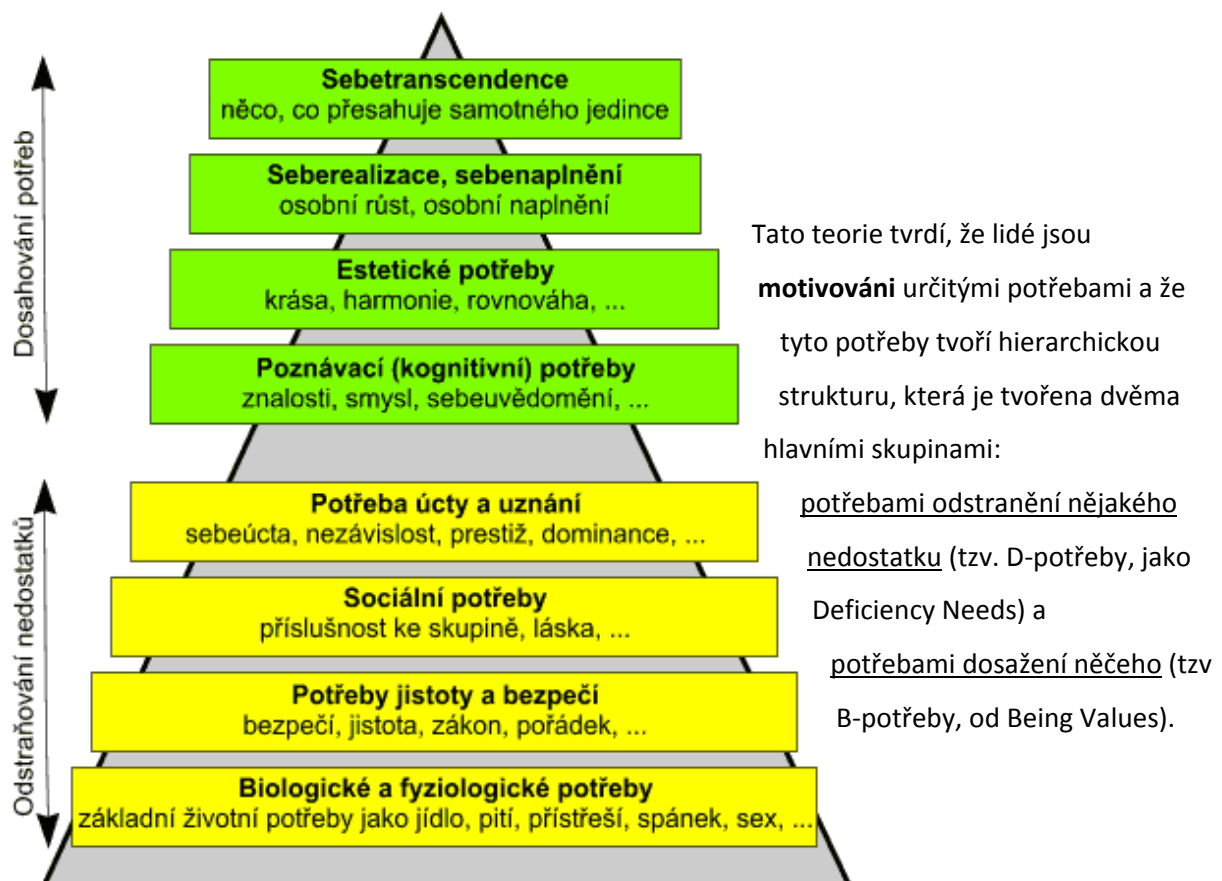 Sebetranscendence
něco, co přesahuje samotného jedince
Seberealizace, sebenaplnění
osobní růst, osobní naplnění
Estetické potřeby
krása, harmonie, rovnováha, ...
Poznávací (kognitivní) potřeby
znalosti, smysl, sebeuvědomění, ...
Potřeba úcty a uznání
sebeúcta, nezávislost, prestiž, dominance, ...
Sociální potřeby
příslušnost ke skupině, láska, ...
Potřeby jistoty a bezpečí
bezpečí, jistota, zákon, pořádek, ...
Biologické a fyziologické potřeby
základní životní potřeby jako jídlo, pití, přístřeší, spánek, sex, ...
Dosahování potřeb
Odstraňování nedostatků
Tato teorie tvrdí, že lidé jsou
motivováni určitými potřebami a že
tyto potřeby tvoří hierarchickou
strukturu, která je tvořena dvěma
hlavními skupinami:
potřebami odstranění nějakého
nedostatku (tzv. D-potřeby, jako
Deficiency Needs) a
potřebami dosažení něčeho (tzv
B-potřeby, od Being Values).